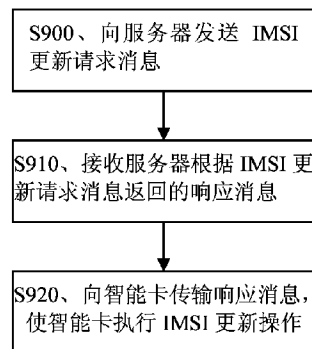 S900、向服务器发送 IMSI
更新请求消息
S910、接收服务器根据 IMSI 更
新请求消息返回的响应消息
S920、向智能卡传输响应消息，
使智能卡执行 IMSI 更新操作